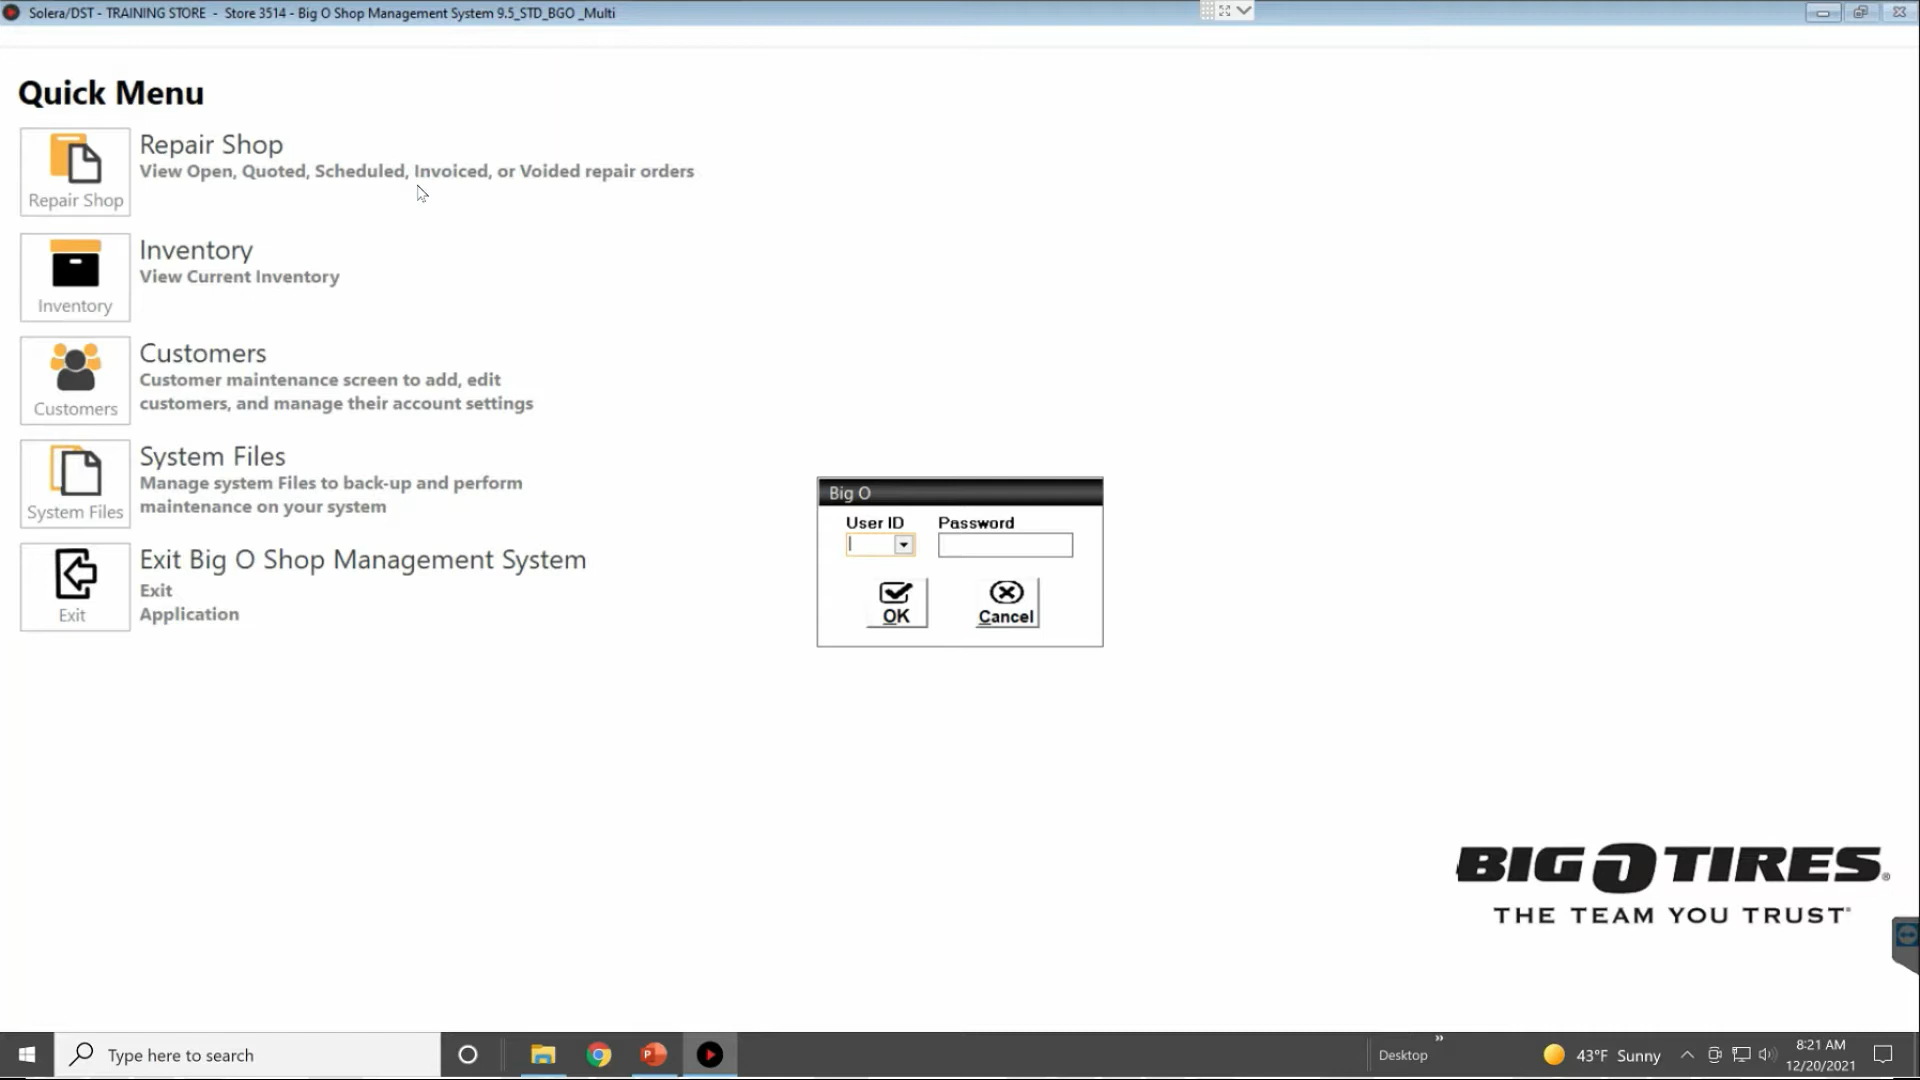 Solera/DST - TRAINING STORE - Store 3514 - Big O Shop Management System 9.5_STD_BGO _Multi
Quick Menu
Repair Shop
View Open, Quoted, Scheduled, Invoiced, or Voided repair orders
Repair Shop
Inventory
View Current Inventory
Inventory
Customers
Customer maintenance screen to add, edit
customers, and manage their account settings
Customers
System Files
Manage system Files to back-up and perform
maintenance on your system
System Files
Exit Big O Shop Management System
Exit
Application
Exit
Big O
User ID Password
OK Cancel
BIG O TIRES®
THE TEAM YOU TRUST®
Type here to search
Desktop
»
43°F Sunny
8:21 AM
12/20/2021